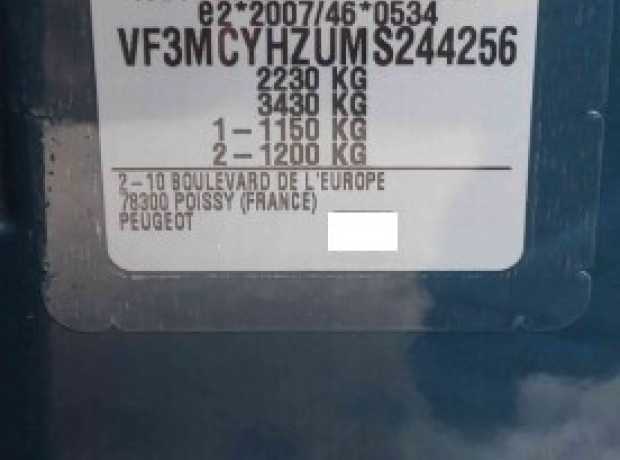 e2*2007/46*0534
VF3MCYHZUMS244256
2230 KG
3430 KG
1-1150 KG
2-1200 KG
2-10 BOULEVARD DE L'EUROPE
78300 POISSY (FRANCE)
PEUGEOT